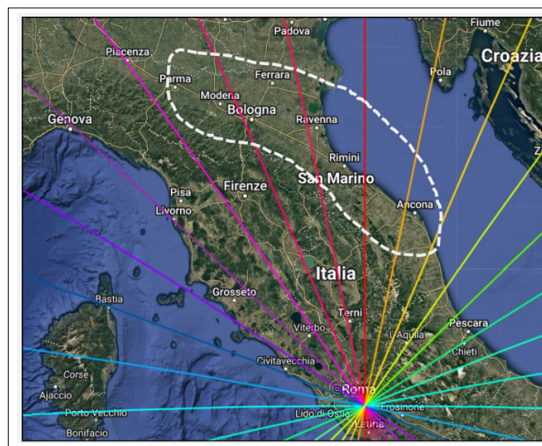 Padova
Fiume
Piacenza
Croazia
Parma
Ferrara
Pola
Modena
Bologna
Genova
Ravenna
Rimini
Pisa
Firenze
San Marino
Livorno
Ancona
Italia
Grosseto
Bastia
Terni
Pescara
Viterbo
L'Aquila
Chieti
Civitavecchia
Corse
Roma
Ajaccio
Porto Vecchio
Lido di Ostia
Frosinone
Latina
Bonifacio